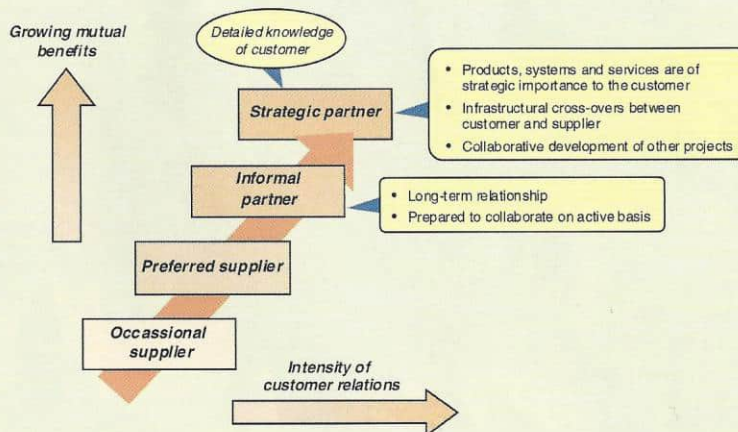 Growing mutual
benefits
Detailed knowledge
of customer
Strategic partner
• Products, systems and services are of
strategic importance to the customer
• Infrastructural cross-overs between
customer and supplier
• Collaborative development of other projects
Informal
partner
• Long-term relationship
• Prepared to collaborate on active basis
Preferred supplier
Occassional
supplier
Intensity of
customer relations